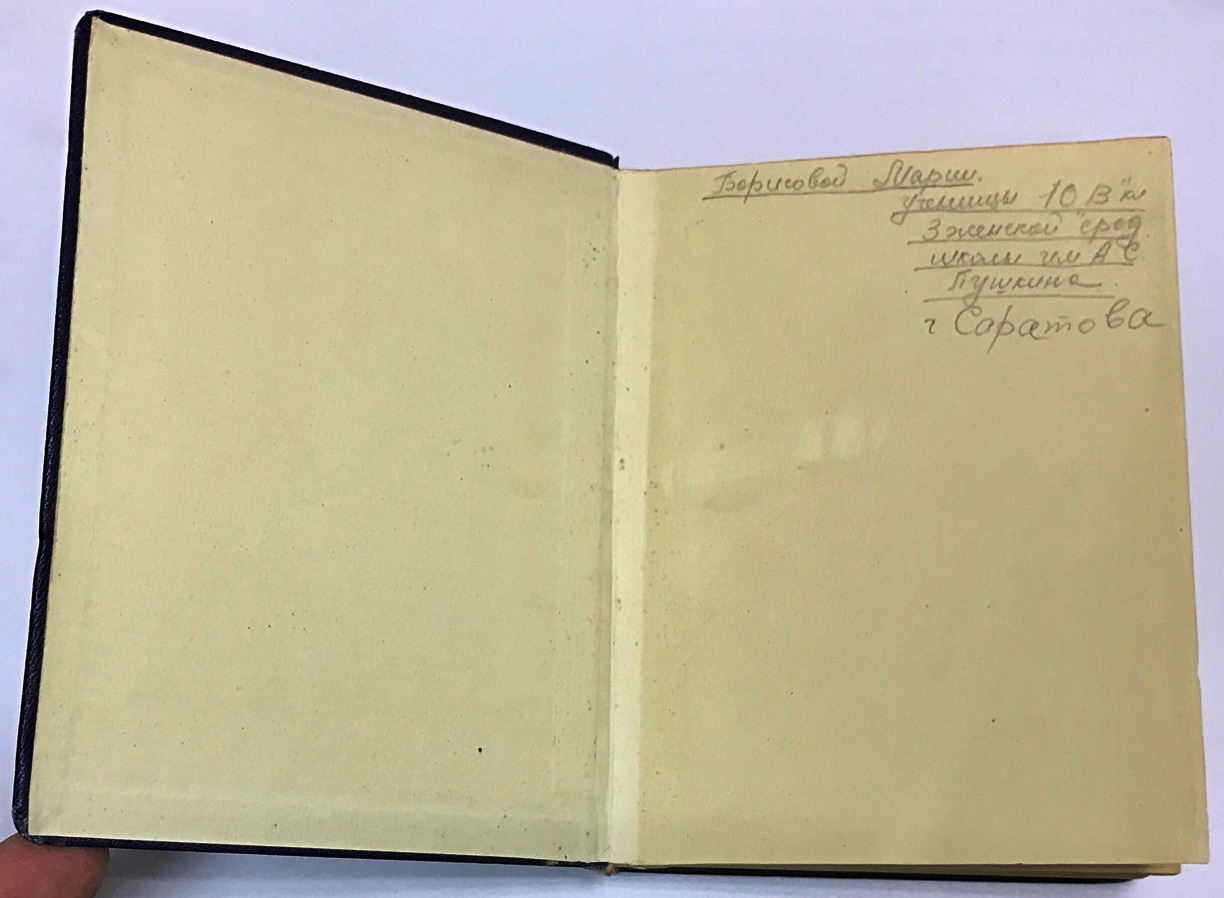 Борисовой Марии.
ученицы 10 "В" кл
3 женской сред
школы им А С
Пушкина
г Саратова